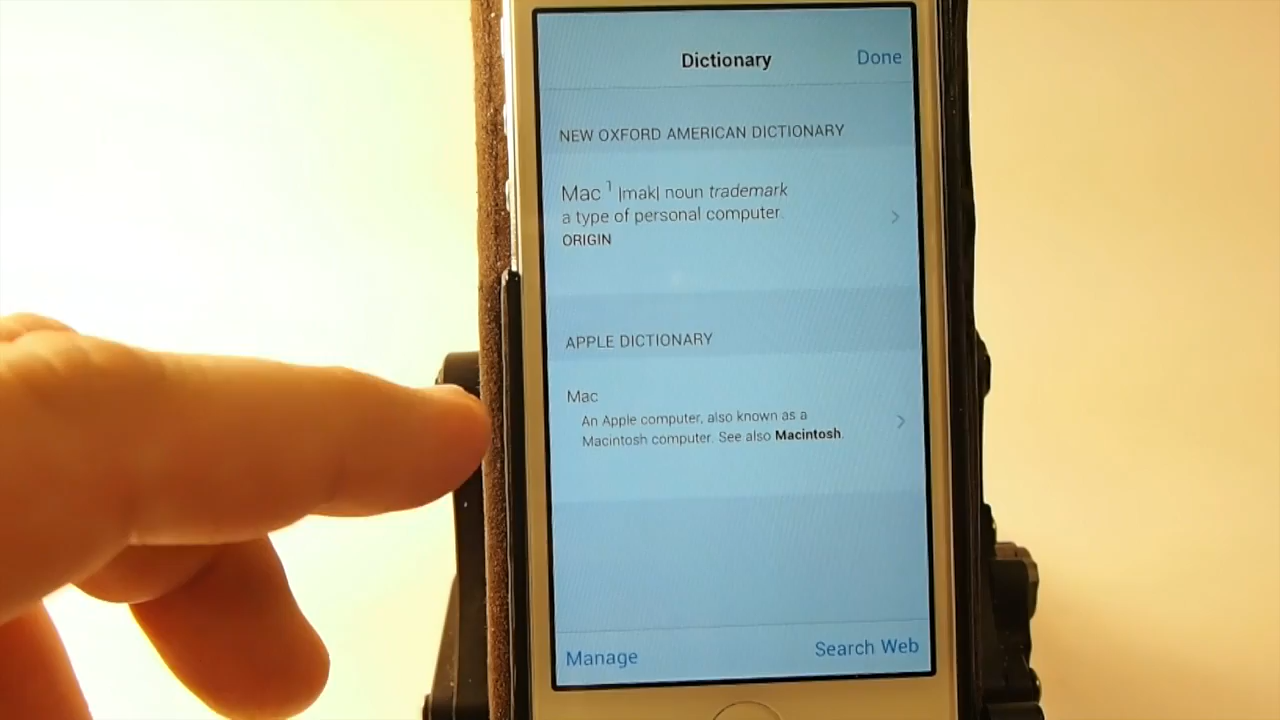 Dictionary
Done
NEW OXFORD AMERICAN DICTIONARY
Mac 1 |mak| noun trademark
a type of personal computer.
ORIGIN
APPLE DICTIONARY
Mac
An Apple computer, also known as a
Macintosh computer. See also Macintosh.
Manage
Search Web